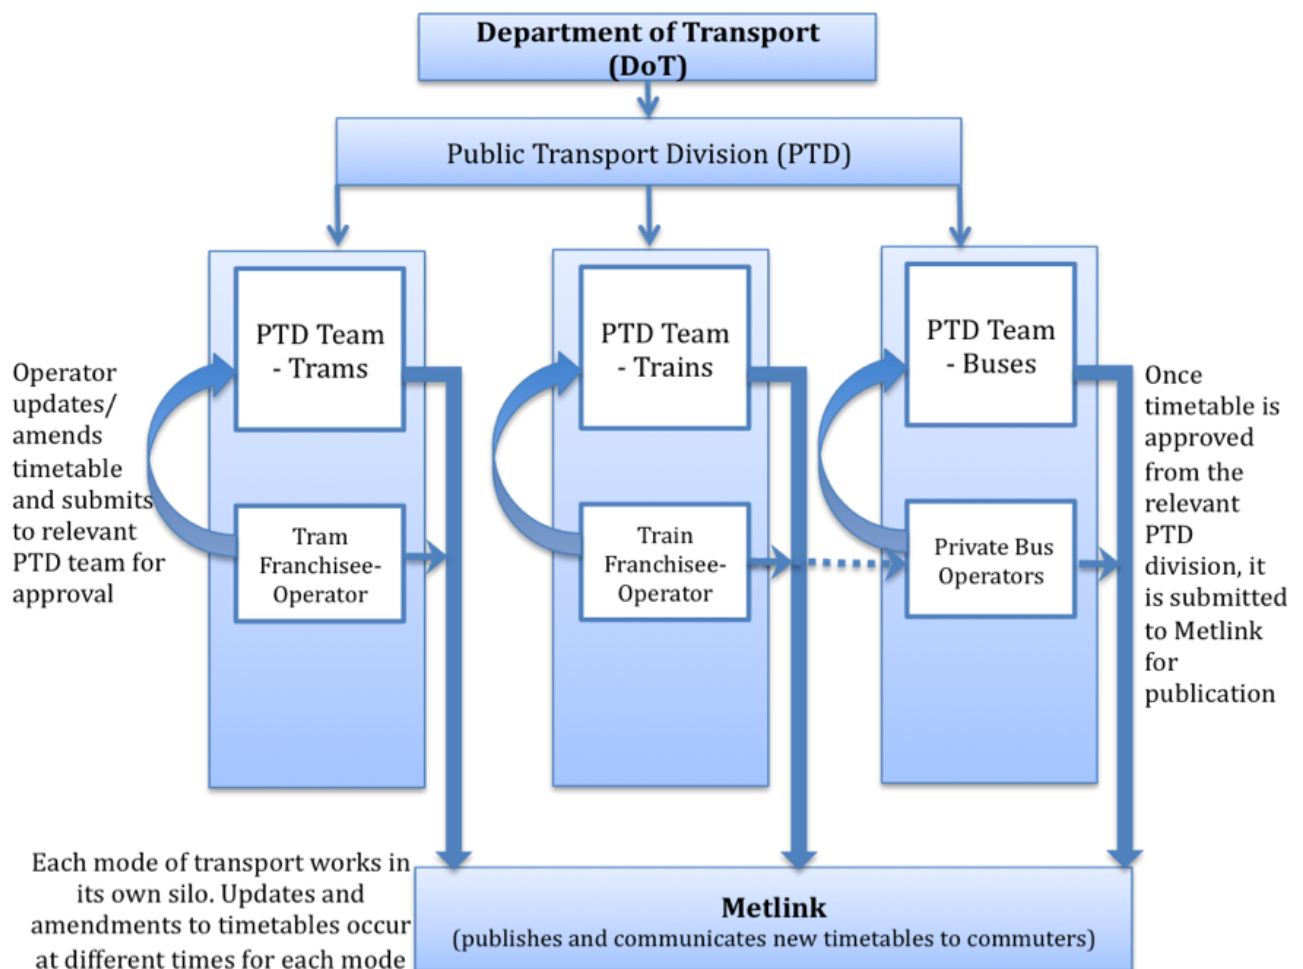 Department of Transport
(DoT)
Public Transport Division (PTD)
PTD Team
- Trams
PTD Team
- Trains
PTD Team
- Buses
Operator
updates/
amends
timetable
and submits
to relevant
PTD team for
approval
Tram
Franchisee-
Operator
Train
Franchisee-
Operator
Private Bus
Operators
Once
timetable is
approved
from the
relevant
PTD
division, it
is submitted
to Metlink
for
publication
Each mode of transport works in
its own silo. Updates and
amendments to timetables occur
at different times for each mode
Metlink
(publishes and communicates new timetables to commuters)